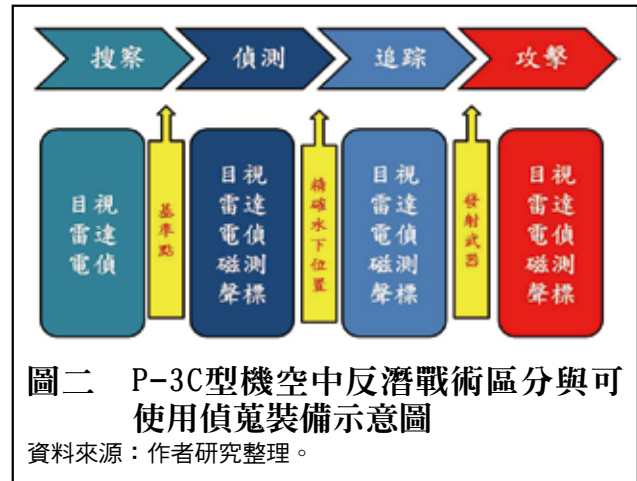 搜察
偵測
追踪
攻擊
目視
雷達
電偵
基準點
目視
雷達
電偵
磁測
聲標
精確水下位置
目視
雷達
電偵
磁測
聲標
發射武器
目視
雷達
電偵
磁測
聲標
圖二 P-3C型機空中反潛戰術區分與可
使用偵蒐裝備示意圖
資料來源：作者研究整理。